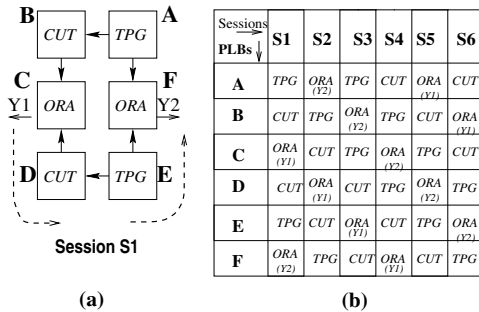 B A
CUT TPG
C F
Y1 ORA ORA Y2
D CUT TPG E
Session S1
(a)
Sessions S1 S2 S3 S4 S5 S6
PLBs
A TPG ORA (Y2) TPG CUT ORA (Y1) CUT
B CUT TPG ORA (Y2) TPG CUT ORA (Y1)
C ORA (Y1) CUT TPG ORA (Y2) TPG CUT
D CUT ORA (Y1) CUT TPG ORA (Y2) TPG
E TPG CUT ORA (Y1) CUT TPG ORA (Y2)
F ORA (Y2) TPG CUT ORA (Y1) CUT TPG
(b)